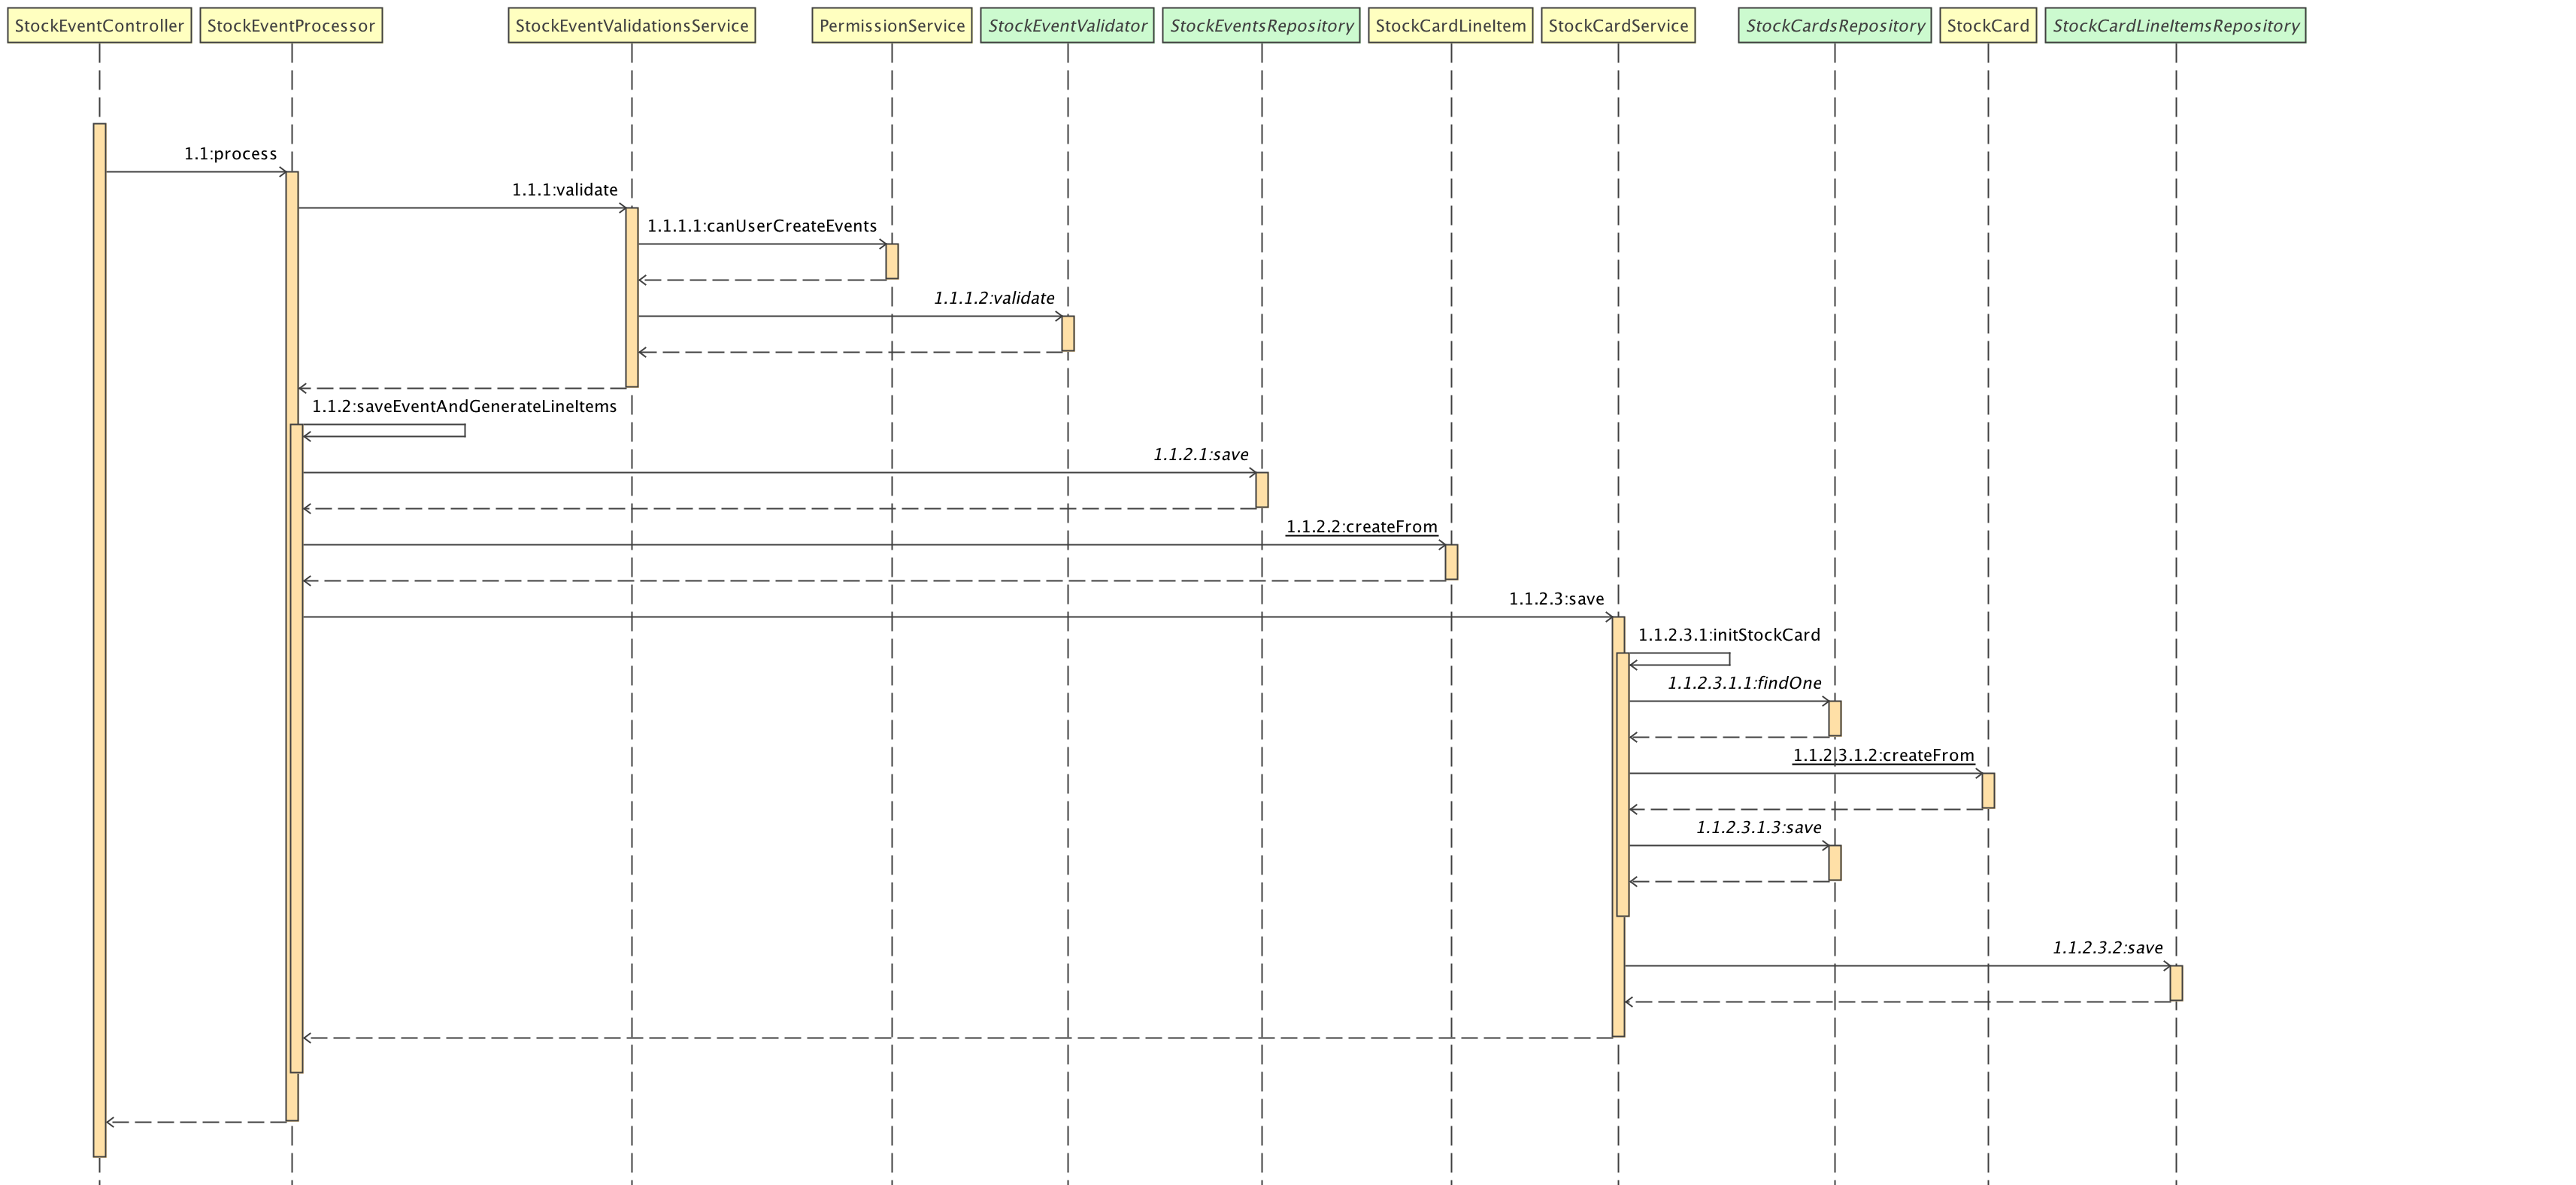 StockEventController
StockEventProcessor
StockEventValidationsService
PermissionService
StockEventValidator
StockEventsRepository
StockCardLineItem
StockCardService
StockCardsRepository
StockCard
StockCardLineItemsRepository
1.1:process
1.1.1:validate
1.1.1.1:canUserCreateEvents
1.1.1.2:validate
1.1.2:saveEventAndGenerateLineItems
1.1.2.1:save
1.1.2.2:createFrom
1.1.2.3:save
1.1.2.3.1:initStockCard
1.1.2.3.1.1:findOne
1.1.2.3.1.2:createFrom
1.1.2.3.1.3:save
1.1.2.3.2:save